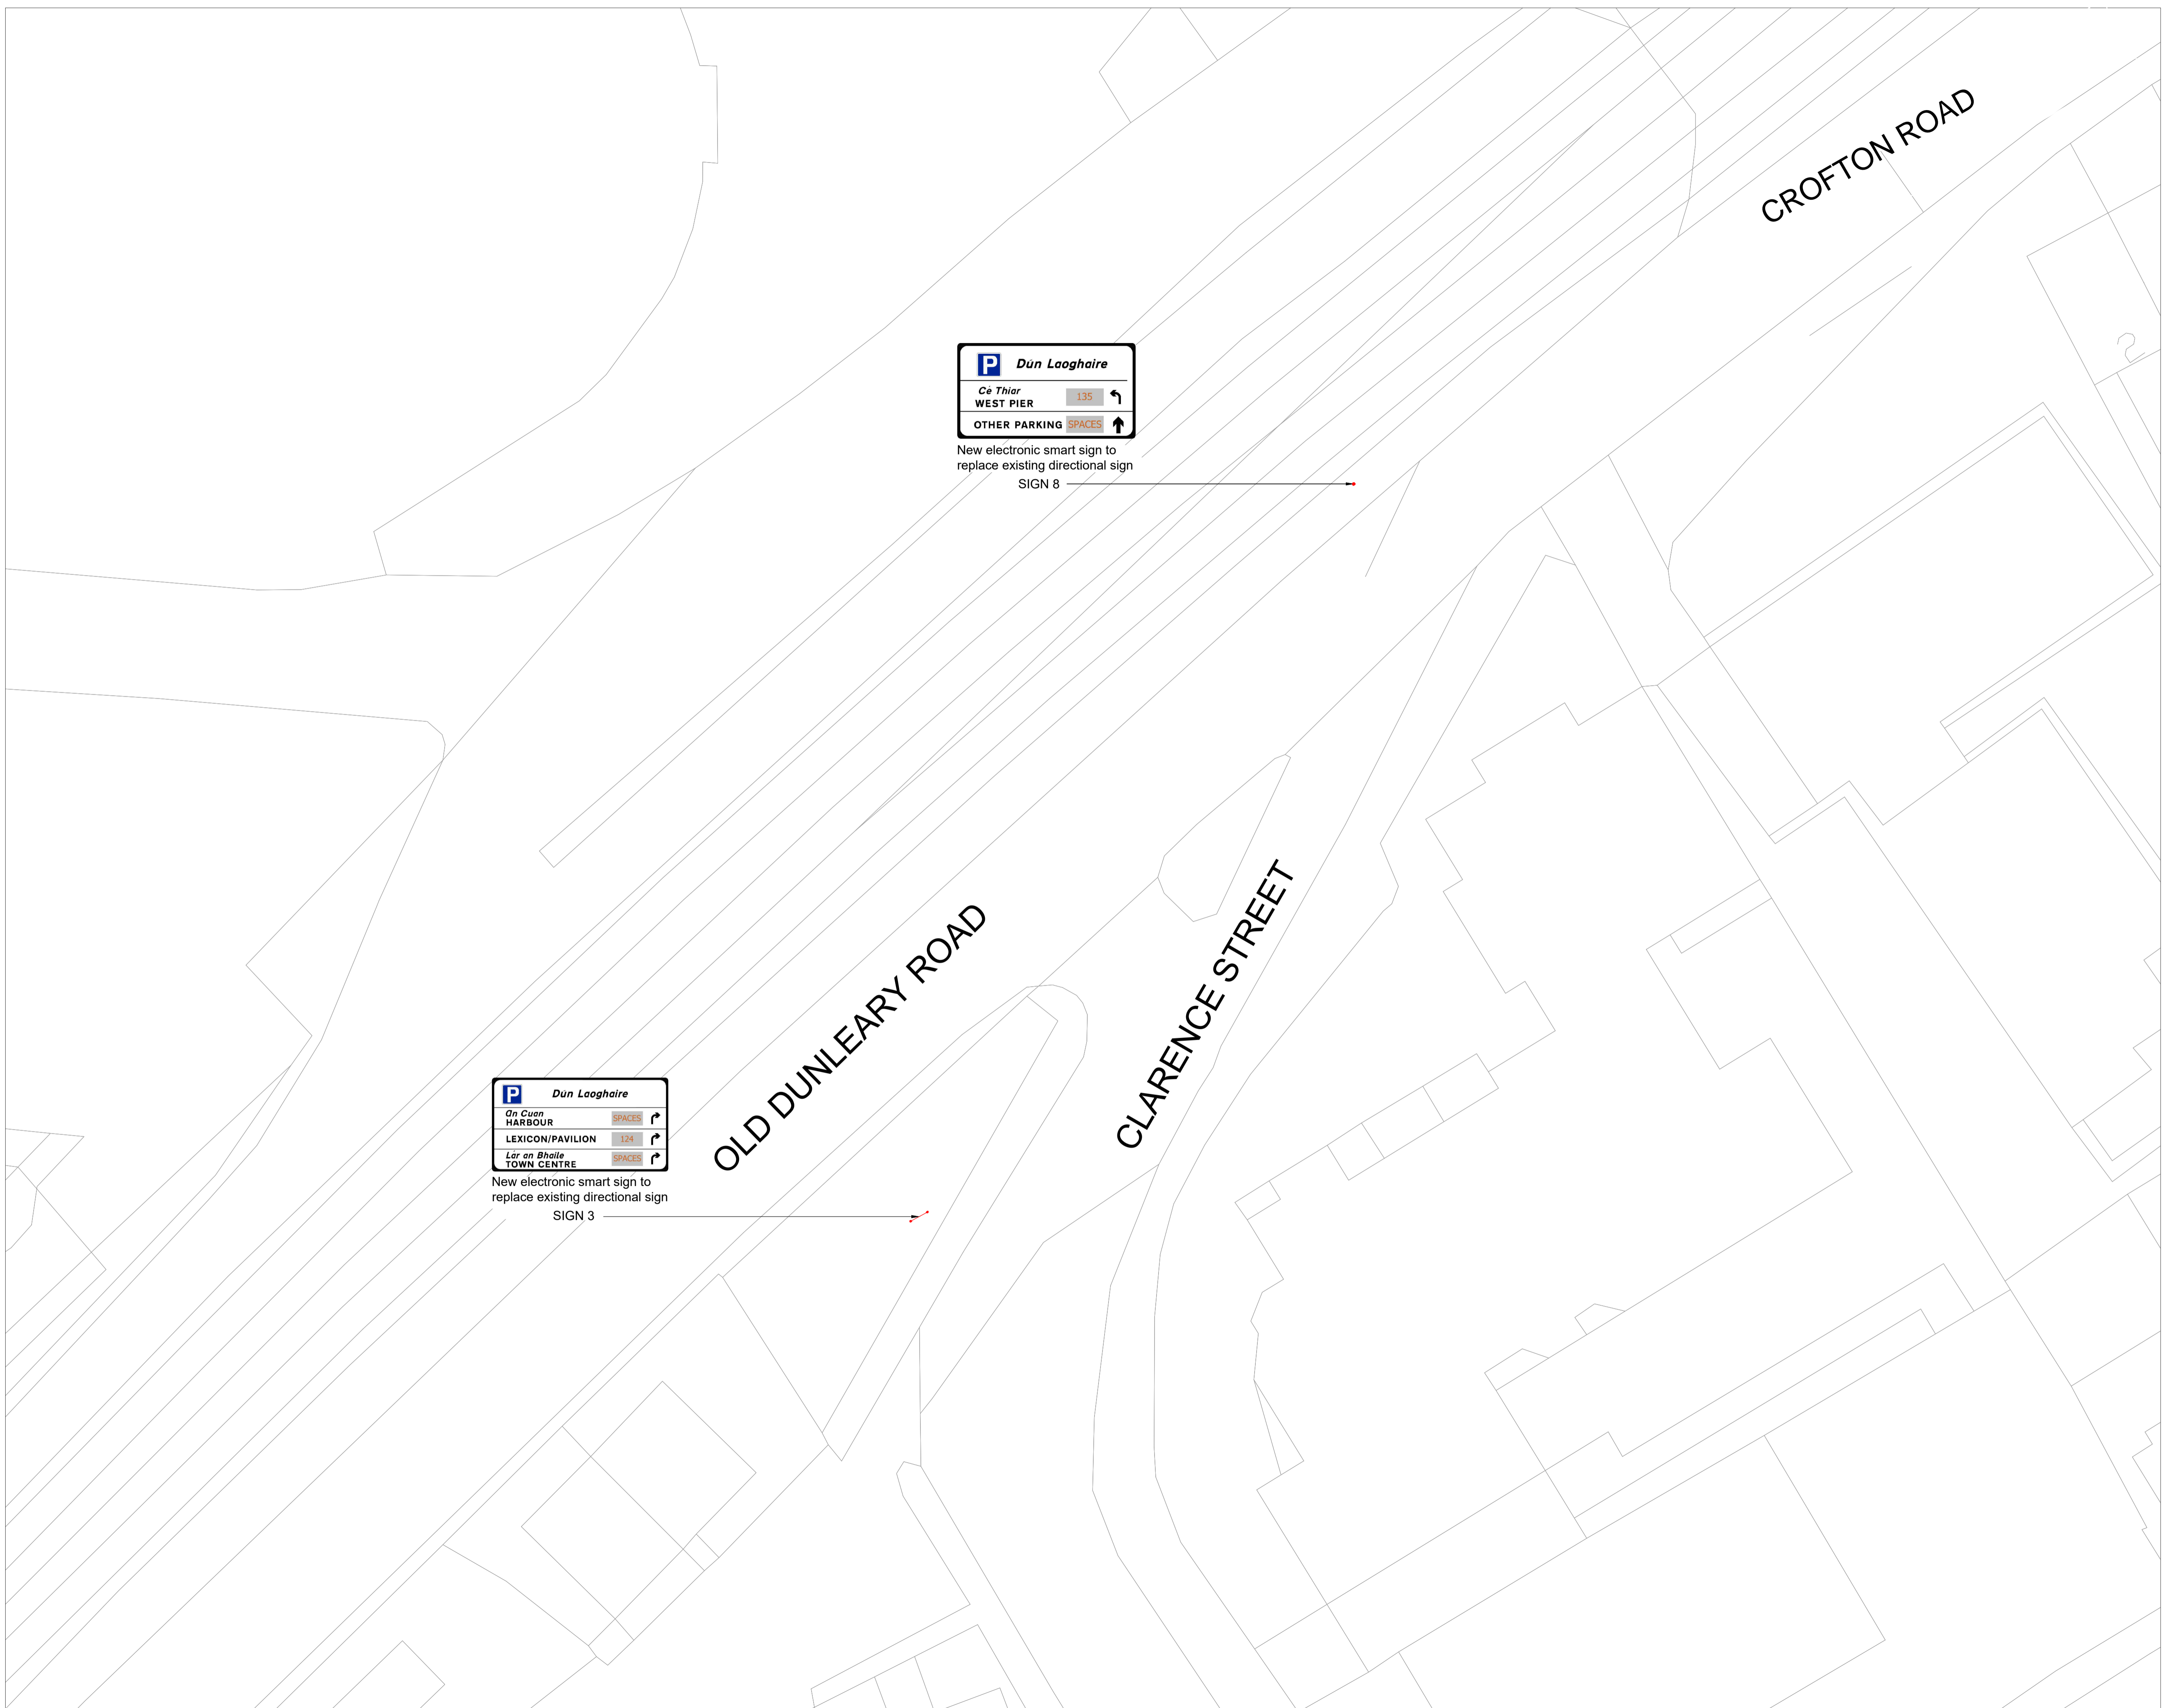 CROFTON ROAD
P Dún Laoghaire
Cé Thiar
WEST PIER 135
OTHER PARKING SPACES
New electronic smart sign to
replace existing directional sign
SIGN 8
OLD DUNLEARY ROAD
CLARENCE STREET
P Dún Laoghaire
An Cuan
HARBOUR SPACES
LEXICON/PAVILION 124
Lár an Bhaile
TOWN CENTRE SPACES
New electronic smart sign to
replace existing directional sign
SIGN 3